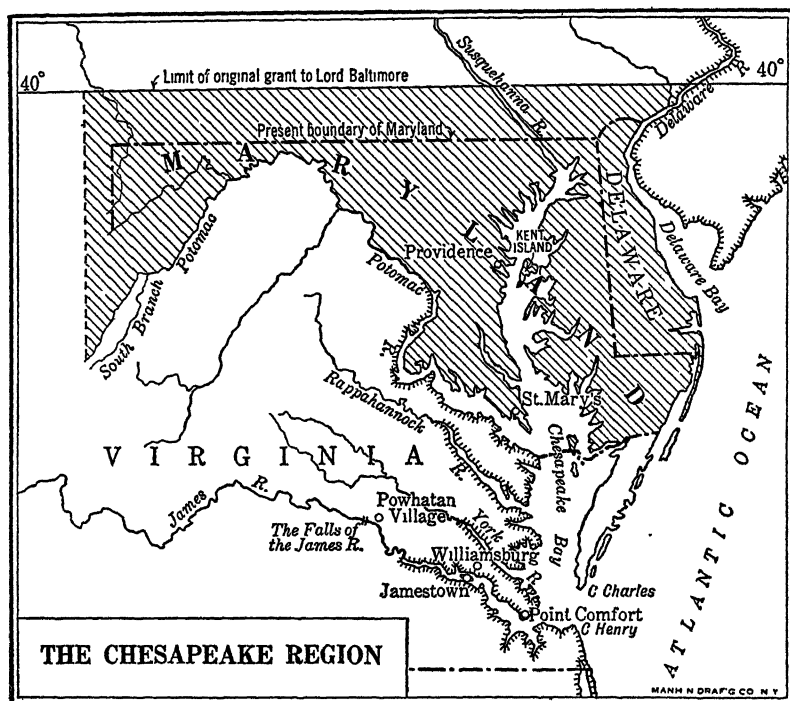 40°
40°
Limit of original grant to Lord Baltimore
Susquehanna R.
Delaware R
Present boundary of Maryland
MARYLAND
DELAWARE
Delaware Bay
KENT
ISLAND
Providence
South Branch
Potomac
Potomac
R.
St. Mary's
Rappahannock
R.
Chesapeake
Bay
VIRGINIA
James
R.
Powhatan
Village
York
R.
The Falls of
the James R.
Williamsburg
Jamestown
C Charles
Point Comfort
C Henry
ATLANTIC OCEAN
THE CHESAPEAKE REGION
MANH N DRAF'G CO N Y